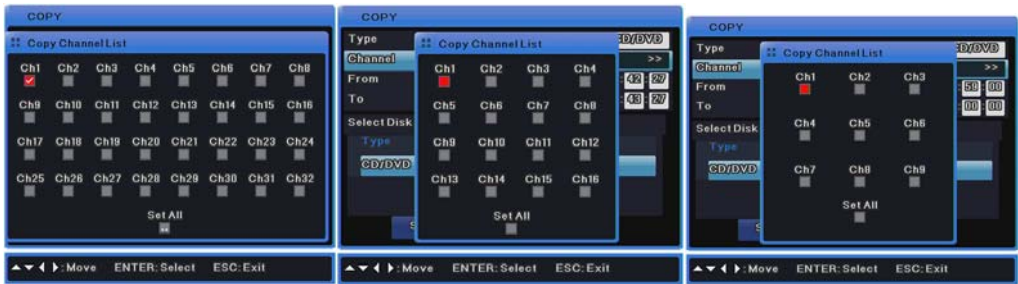 COPY
Copy Channel List
Ch1 Ch2 Ch3 Ch4 Ch5 Ch6 Ch7 Ch8
Ch9 Ch10 Ch11 Ch12 Ch13 Ch14 Ch15 Ch16
Ch17 Ch18 Ch19 Ch20 Ch21 Ch22 Ch23 Ch24
Ch25 Ch26 Ch27 Ch28 Ch29 Ch30 Ch31 Ch32
Set All
▲▼◀ ▶: Move ENTER: Select ESC: Exit
COPY
Type CD/DVD
Channel >>
From : 42 : 27
To : 43 : 27
Select Disk
Type
CD/DVD
S
Copy Channel List
Ch1 Ch2 Ch3 Ch4
Ch5 Ch6 Ch7 Ch8
Ch9 Ch10 Ch11 Ch12
Ch13 Ch14 Ch15 Ch16
Set All
▲▼◀ ▶: Move ENTER: Select ESC: Exit
COPY
Type CD/DVD
Channel >>
From : 59 : 00
To : 00 : 00
Select Disk
Type
CD/DVD
S
Copy Channel List
Ch1 Ch2 Ch3
Ch4 Ch5 Ch6
Ch7 Ch8 Ch9
Set All
▲▼◀ ▶: Move ENTER: Select ESC: Exit